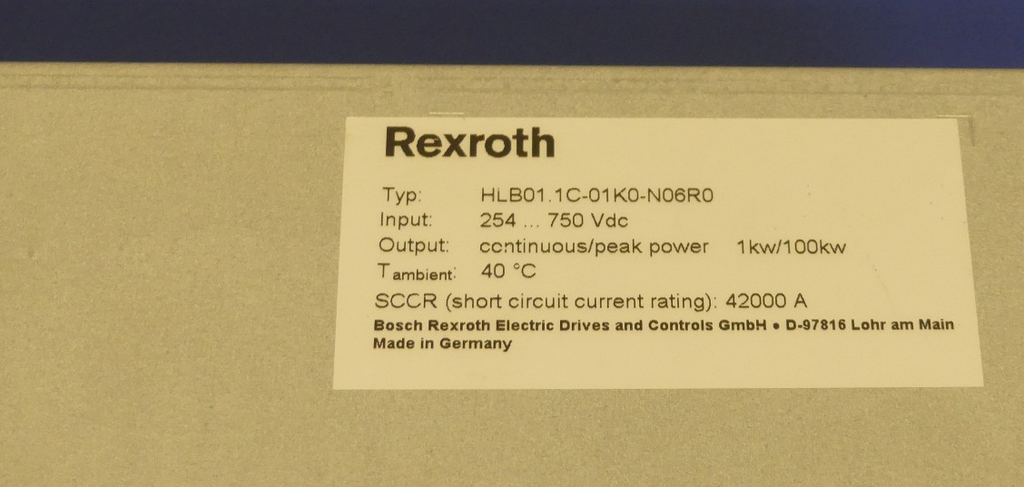 Rexroth
Typ: HLB01.1C-01K0-N06R0
Input: 254 ... 750 Vdc
Output: continuous/peak power 1kw/100kw
Tambient: 40 °C
SCCR (short circuit current rating): 42000 A
Bosch Rexroth Electric Drives and Controls GmbH • D-97816 Lohr am Main
Made in Germany